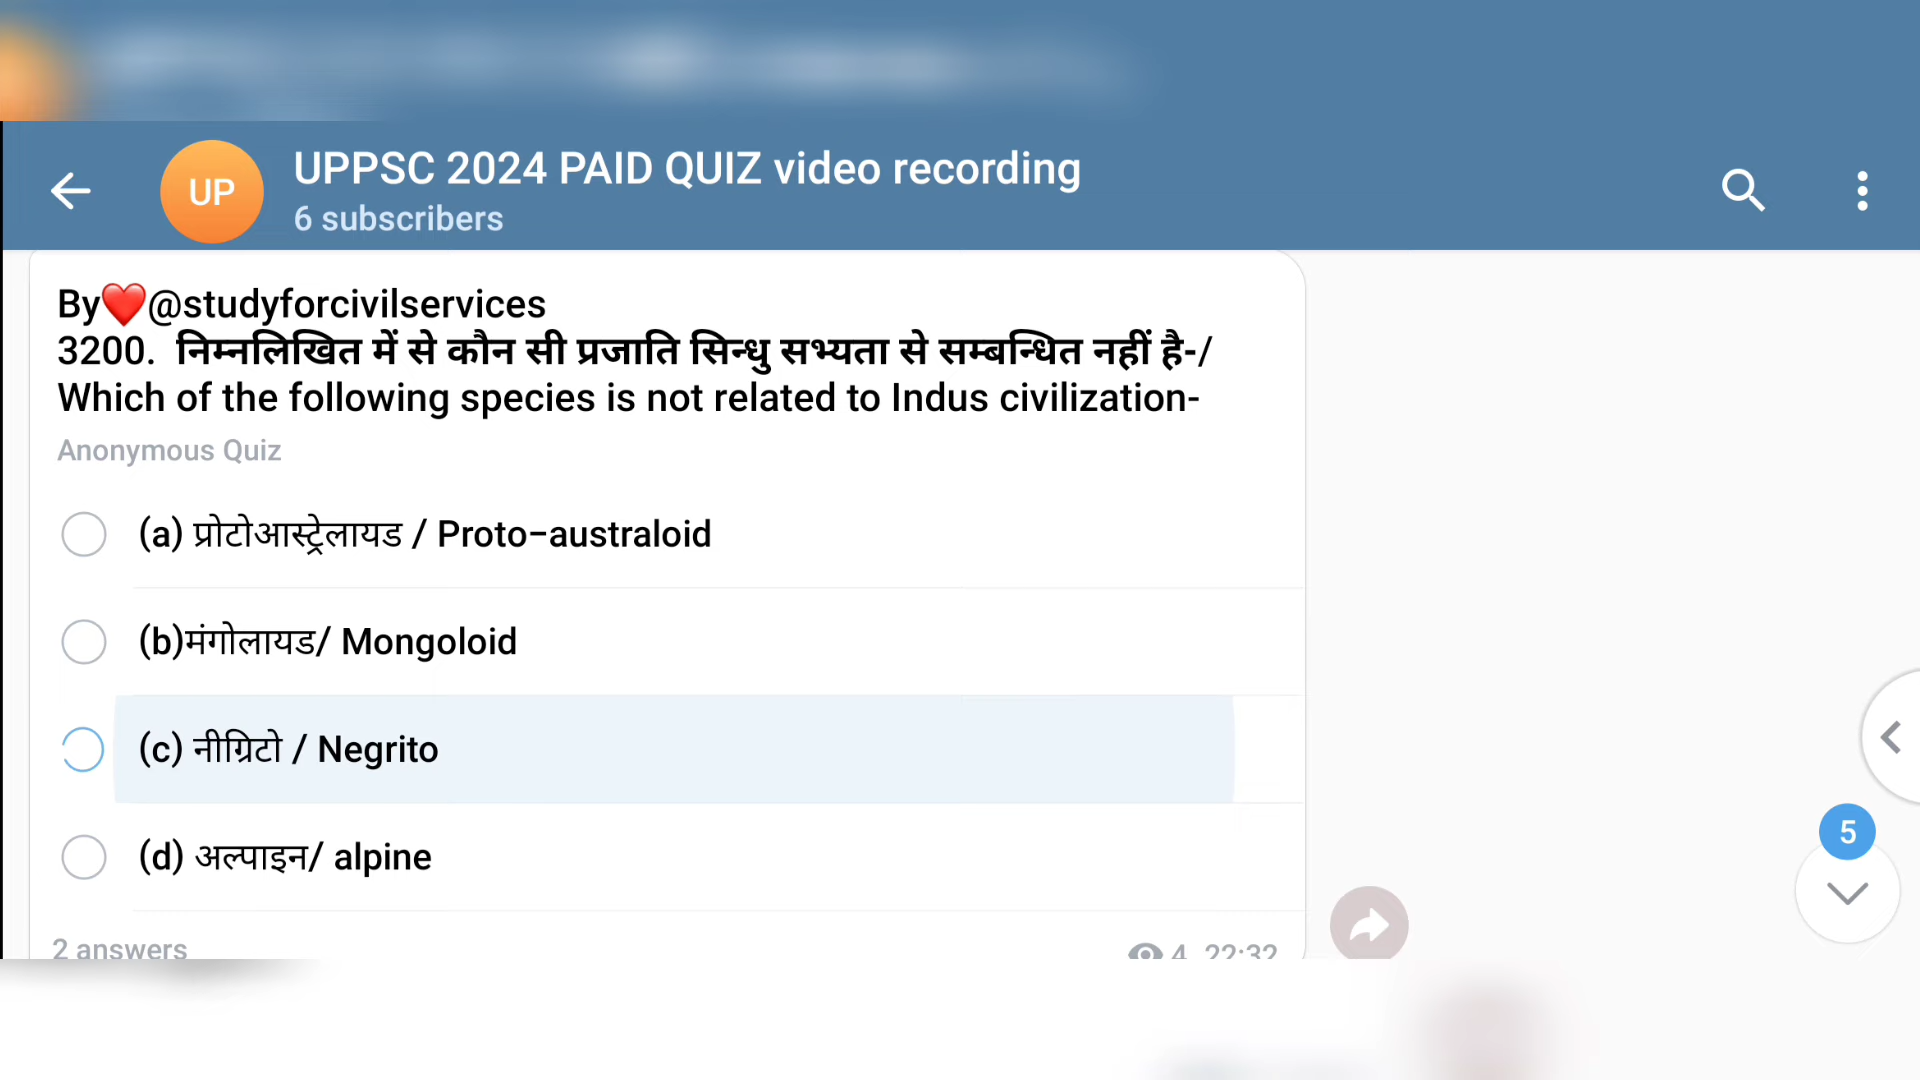 UP
UPPSC 2024 PAID QUIZ video recording
6 subscribers
By❤️@studyforcivilservices
3200. निम्नलिखित में से कौन सी प्रजाति सिन्धु सभ्यता से सम्बन्धित नहीं है-/
Which of the following species is not related to Indus civilization-
Anonymous Quiz
(a) प्रोटोआस्ट्रेलायड / Proto-australoid
(b)मंगोलायड/ Mongoloid
(c) नीग्रिटो / Negrito
(d) अल्पाइन/ alpine
5
2 answers
4 22:32